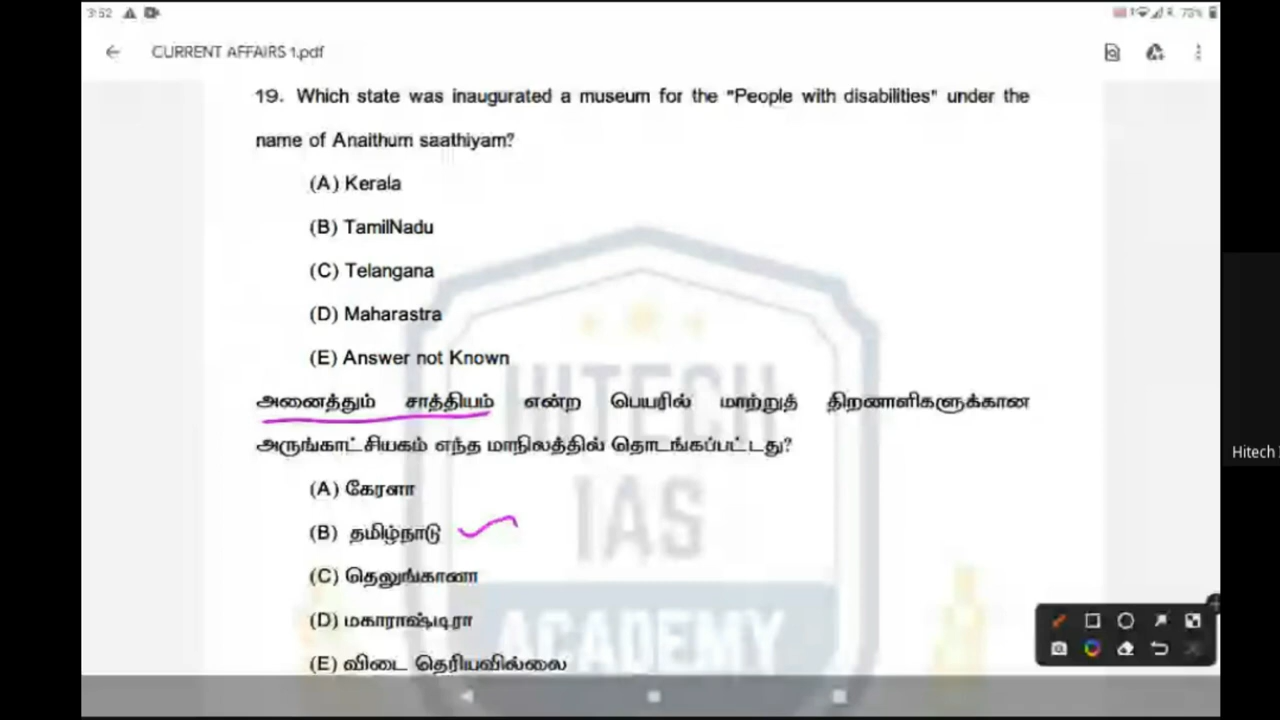 3:52
CURRENT AFFAIRS 1.pdf
19. Which state was inaugurated a museum for the "People with disabilities" under the
name of Anaithum saathiyam?
(A) Kerala
(B) TamilNadu
(C) Telangana
(D) Maharastra
(E) Answer not Known
அனைத்தும் சாத்தியம் என்ற பெயரில் மாற்றுத் திறனாளிகளுக்கான
அருங்காட்சியகம் எந்த மாநிலத்தில் தொடங்கப்பட்டது?
(A) கேரளா
(B) தமிழ்நாடு
(C) தெலுங்கானா
(D) மகாராஷ்டிரா
(E) விடை தெரியவில்லை
HITECH
IAS
ACADEMY
Hitech